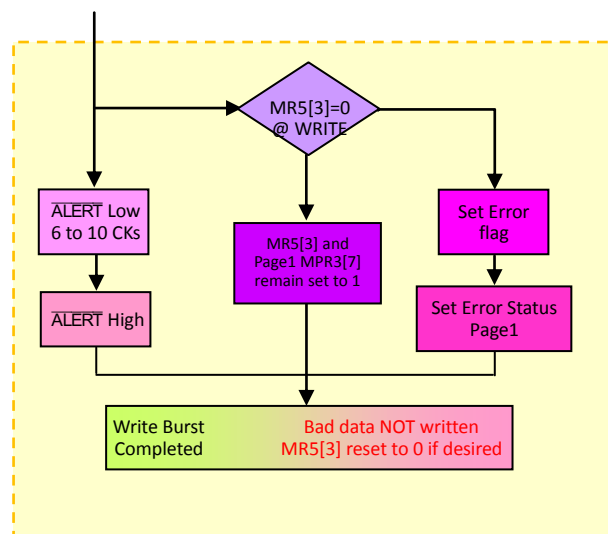 MR5[3]=0
@ WRITE
ALERT Low
6 to 10 CKs
ALERT High
MR5[3] and
Page1 MPR3[7]
remain set to 1
Set Error
flag
Set Error Status
Page1
Write Burst
Completed
Bad data NOT written
MR5[3] reset to 0 if desired